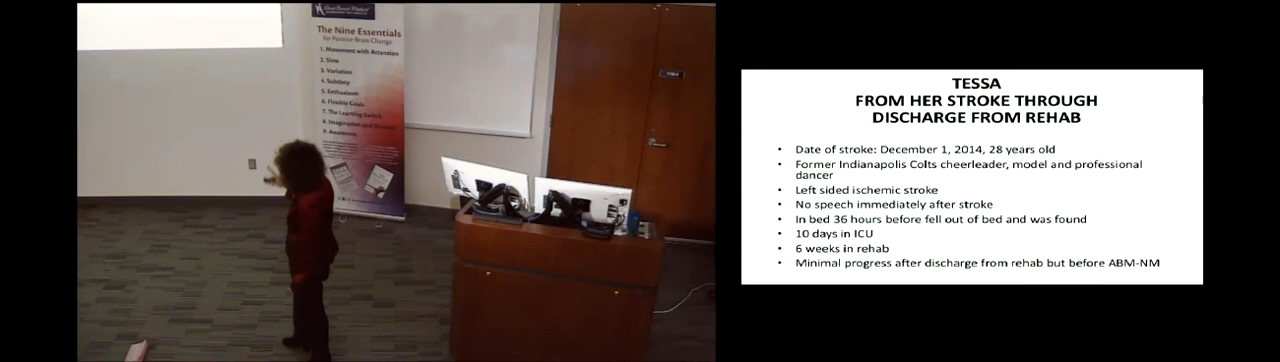 Anat Baniel Method
The Nine Essentials
for Positive Brain Change
1. Movement with Attention
2. Slow
3. Variation
4. Subtlety
5. Enthusiasm
6. Flexible Goals
7. The Learning Switch
8. Imagination and Dreams
9. Awareness
TESSA
FROM HER STROKE THROUGH
DISCHARGE FROM REHAB
• Date of stroke: December 1, 2014, 28 years old
• Former Indianapolis Colts cheerleader, model and professional
dancer
• Left sided ischemic stroke
• No speech immediately after stroke
• In bed 36 hours before fell out of bed and was found
• 10 days in ICU
• 6 weeks in rehab
• Minimal progress after discharge from rehab but before ABM-NM